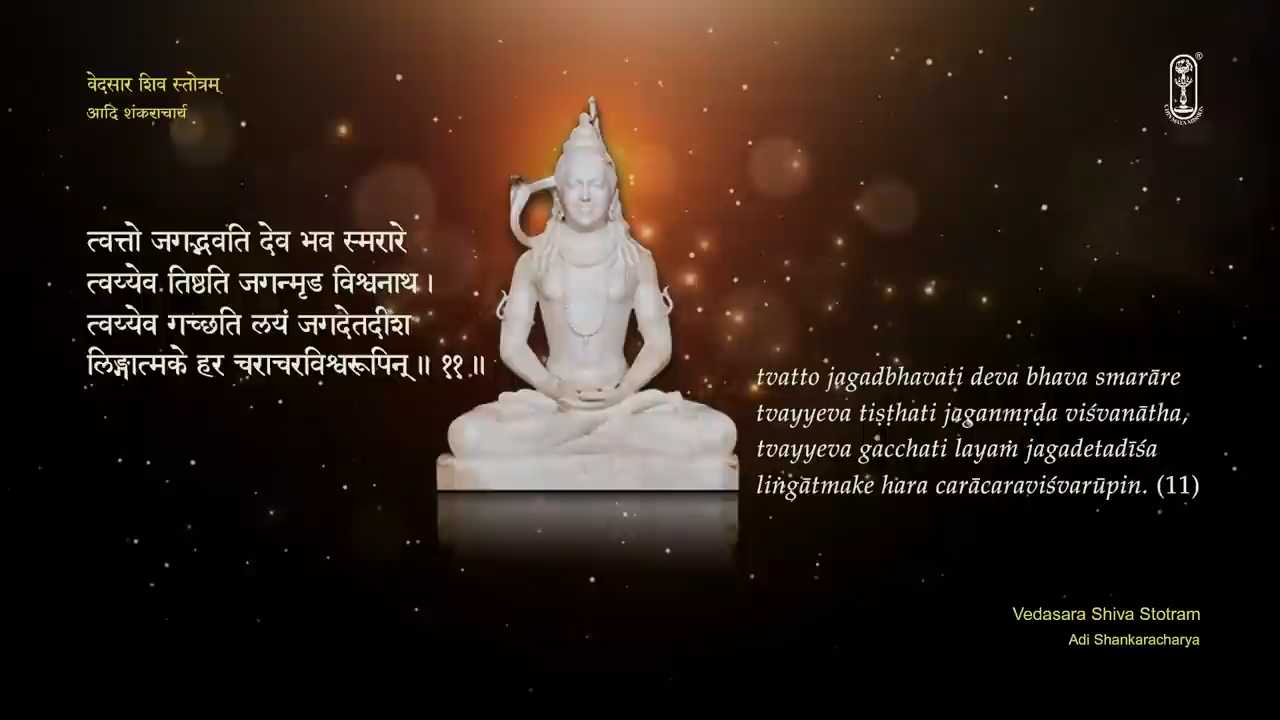 वेदसार शिव स्तोत्रम्
आदि शंकराचार्य
त्वत्तो जगद्भवति देव भव स्मरारे
त्वय्येव तिष्ठति जगन्मृड विश्वनाथ।
त्वय्येव गच्छति लयं जगदेतदीश
लिङ्गात्मके हर चराचरविश्वरूपिन्॥ ११॥
tvatto jagadbhavati deva bhava smarāre
tvayyeva tiṣṭhati jaganmṛḍa viśvanātha,
tvayyeva gacchati layaṁ jagadetadīśa
liṅgātmake hara carācaraviśvarūpin. (11)
Vedasara Shiva Stotram
Adi Shankaracharya
®
CHINMAYA MISSION